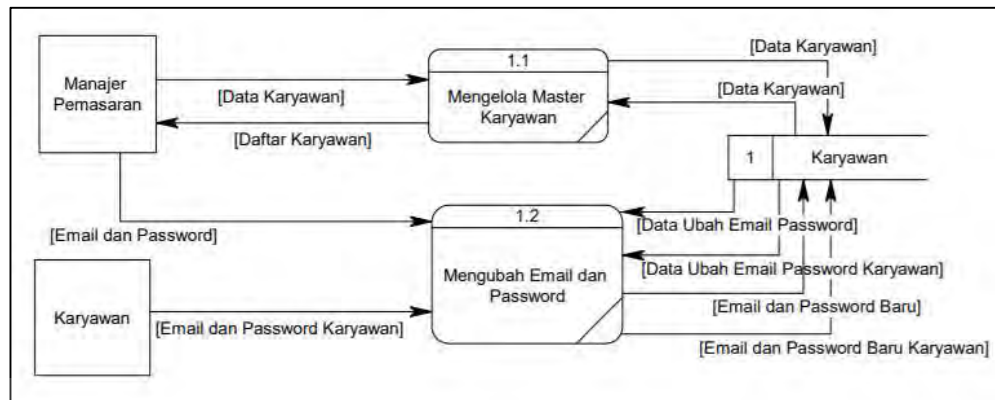 [Data Karyawan]
1.1
Manajer
Pemasaran
[Data Karyawan]
Mengelola Master
Karyawan
[Data Karyawan]
[Daftar Karyawan]
1
Karyawan
1.2
[Data Ubah Email Password]
[Email dan Password]
Mengubah Email dan
Password
[Data Ubah Email Password Karyawan]
Karyawan
[Email dan Password Karyawan]
[Email dan Password Baru]
[Email dan Password Baru Karyawan]